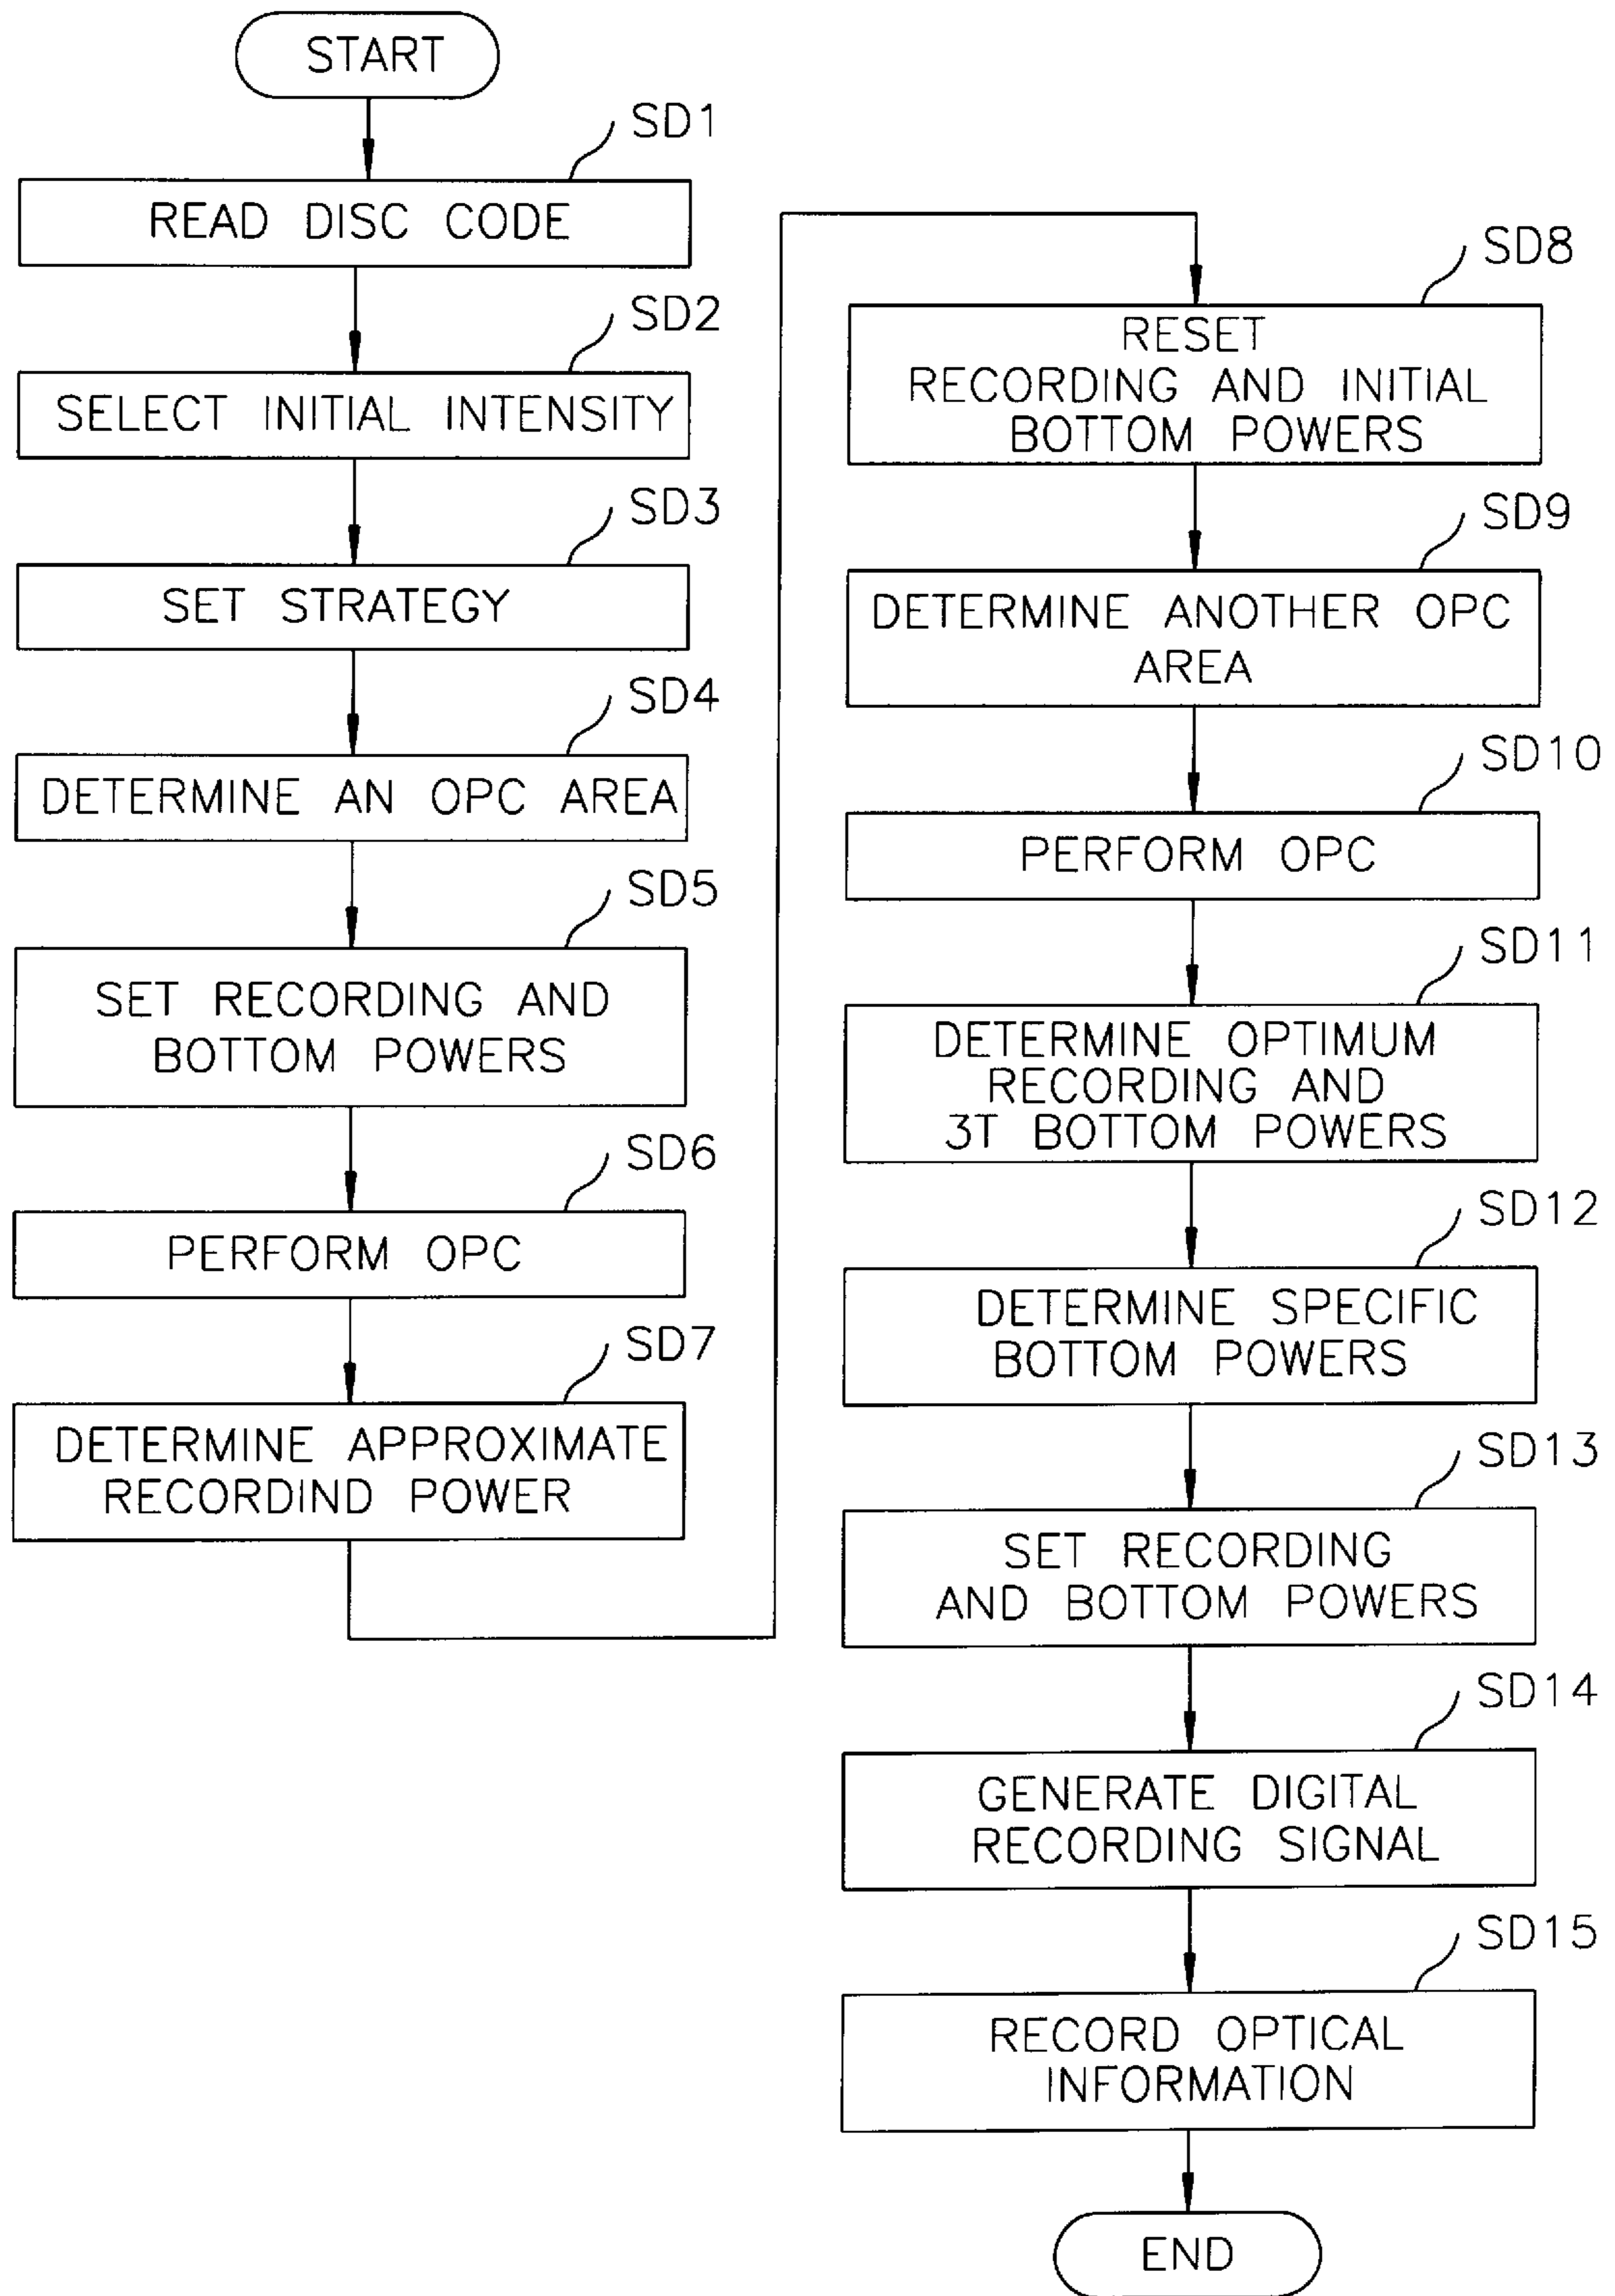 START
SD1
READ DISC CODE
SD2
SELECT INITIAL INTENSITY
SD3
SET STRATEGY
SD4
DETERMINE AN OPC AREA
SD5
SET RECORDING AND
BOTTOM POWERS
SD6
PERFORM OPC
SD7
DETERMINE APPROXIMATE
RECORDIND POWER
SD8
RESET
RECORDING AND INITIAL
BOTTOM POWERS
SD9
DETERMINE ANOTHER OPC
AREA
SD10
PERFORM OPC
SD11
DETERMINE OPTIMUM
RECORDING AND
3T BOTTOM POWERS
SD12
DETERMINE SPECIFIC
BOTTOM POWERS
SD13
SET RECORDING
AND BOTTOM POWERS
SD14
GENERATE DIGITAL
RECORDING SIGNAL
SD15
RECORD OPTICAL
INFORMATION
END